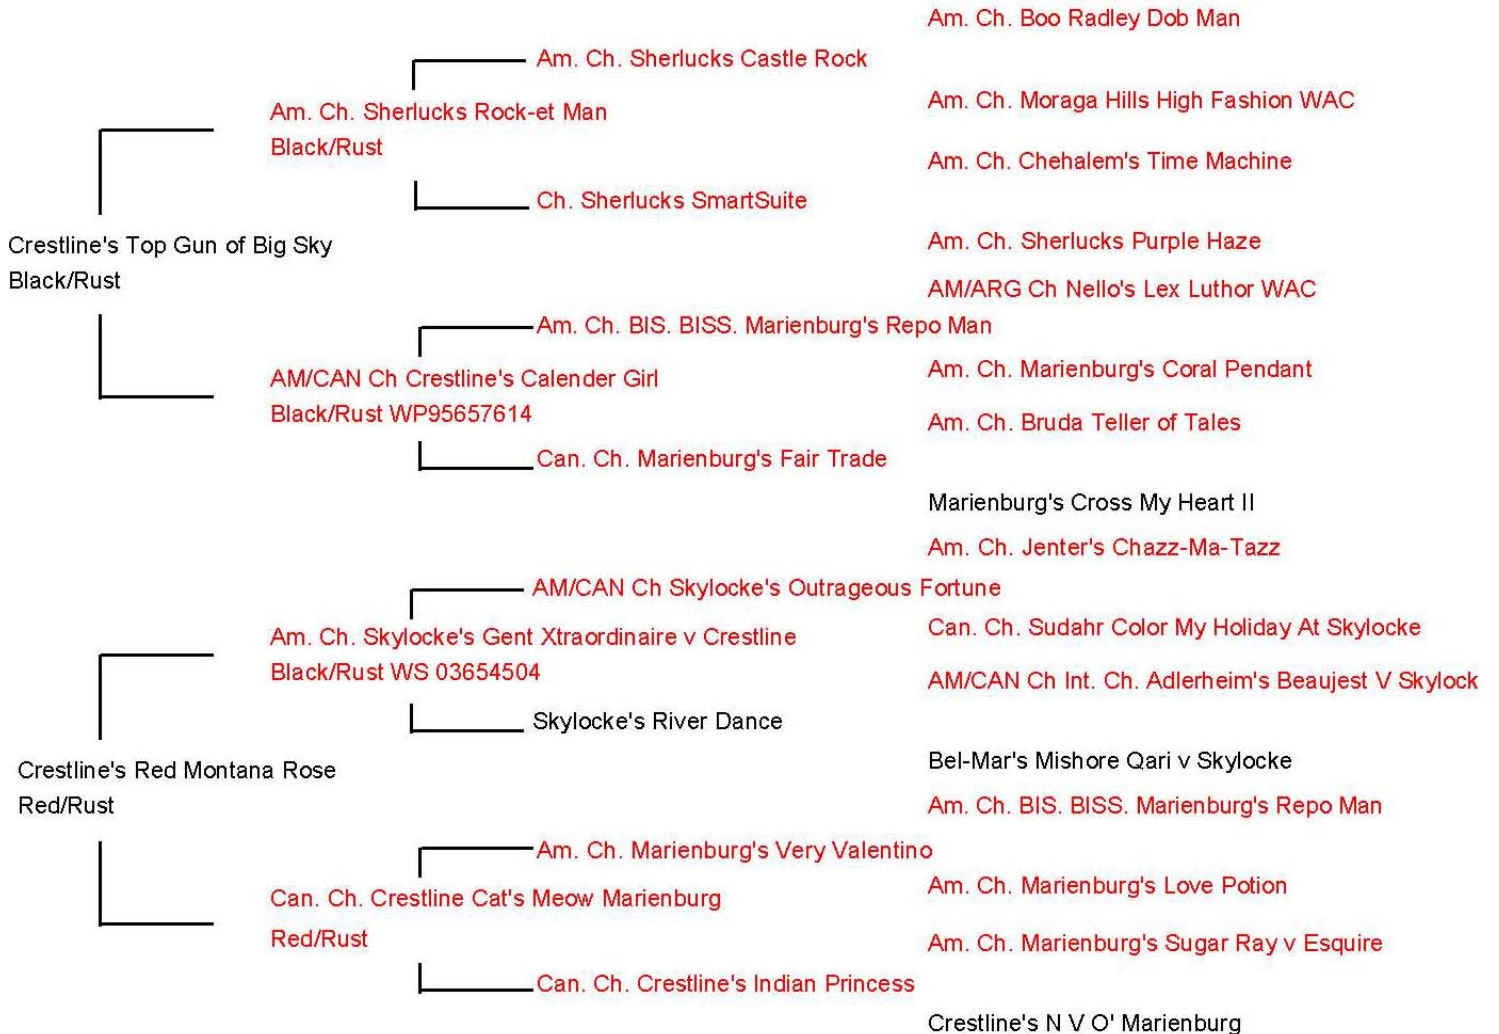 Am. Ch. Boo Radley Dob Man
Am. Ch. Sherlucks Castle Rock
Am. Ch. Sherlucks Rock-et Man
Black/Rust
Am. Ch. Moraga Hills High Fashion WAC
Am. Ch. Chehalem's Time Machine
Ch. Sherlucks SmartSuite
Am. Ch. Sherlucks Purple Haze
Crestline's Top Gun of Big Sky
Black/Rust
AM/ARG Ch Nello's Lex Luthor WAC
Am. Ch. BIS. BISS. Marienburg's Repo Man
Am. Ch. Marienburg's Coral Pendant
AM/CAN Ch Crestline's Calender Girl
Black/Rust WP95657614
Am. Ch. Bruda Teller of Tales
Can. Ch. Marienburg's Fair Trade
Marienburg's Cross My Heart II
Am. Ch. Jenter's Chazz-Ma-Tazz
AM/CAN Ch Skylocke's Outrageous Fortune
Can. Ch. Sudahr Color My Holiday At Skylocke
Am. Ch. Skylocke's Gent Xtraordinaire v Crestline
Black/Rust WS 03654504
AM/CAN Ch Int. Ch. Adlerheim's Beaujest V Skylock
Skylocke's River Dance
Bel-Mar's Mishore Qari v Skylocke
Crestline's Red Montana Rose
Red/Rust
Am. Ch. BIS. BISS. Marienburg's Repo Man
Am. Ch. Marienburg's Very Valentino
Am. Ch. Marienburg's Love Potion
Can. Ch. Crestline Cat's Meow Marienburg
Red/Rust
Am. Ch. Marienburg's Sugar Ray v Esquire
Can. Ch. Crestline's Indian Princess
Crestline's N V O' Marienburg